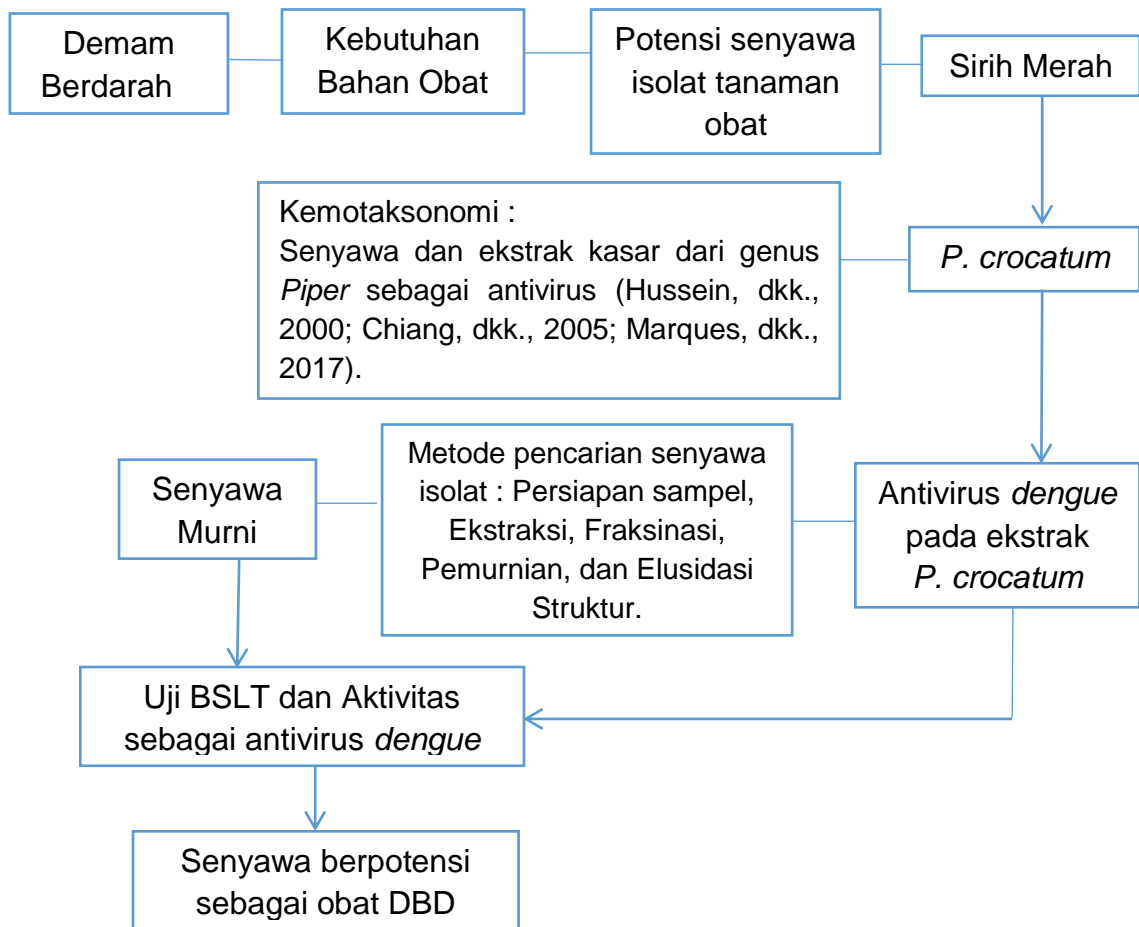 Demam
Berdarah
Kebutuhan
Bahan Obat
Potensi senyawa
isolat tanaman
obat
Sirih Merah
Kemotaksonomi :
Senyawa dan ekstrak kasar dari genus
Piper sebagai antivirus (Hussein, dkk.,
2000; Chiang, dkk., 2005; Marques, dkk.,
2017).
P. crocatum
Senyawa
Murni
Metode pencarian senyawa
isolat : Persiapan sampel,
Ekstraksi, Fraksinasi,
Pemurnian, dan Elusidasi
Struktur.
Antivirus dengue
pada ekstrak
P. crocatum
Uji BSLT dan Aktivitas
sebagai antivirus dengue
Senyawa berpotensi
sebagai obat DBD